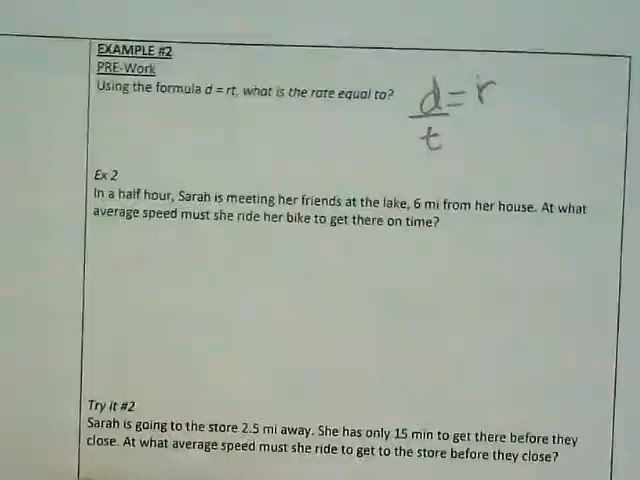 EXAMPLE #2
PRE-Work
Using the formula d = rt, what is the rate equal to?
d/t = r
Ex 2
In a half hour, Sarah is meeting her friends at the lake, 6 mi from her house. At what
average speed must she ride her bike to get there on time?
Try it #2
Sarah is going to the store 2.5 mi away. She has only 15 min to get there before they
close. At what average speed must she ride to get to the store before they close?